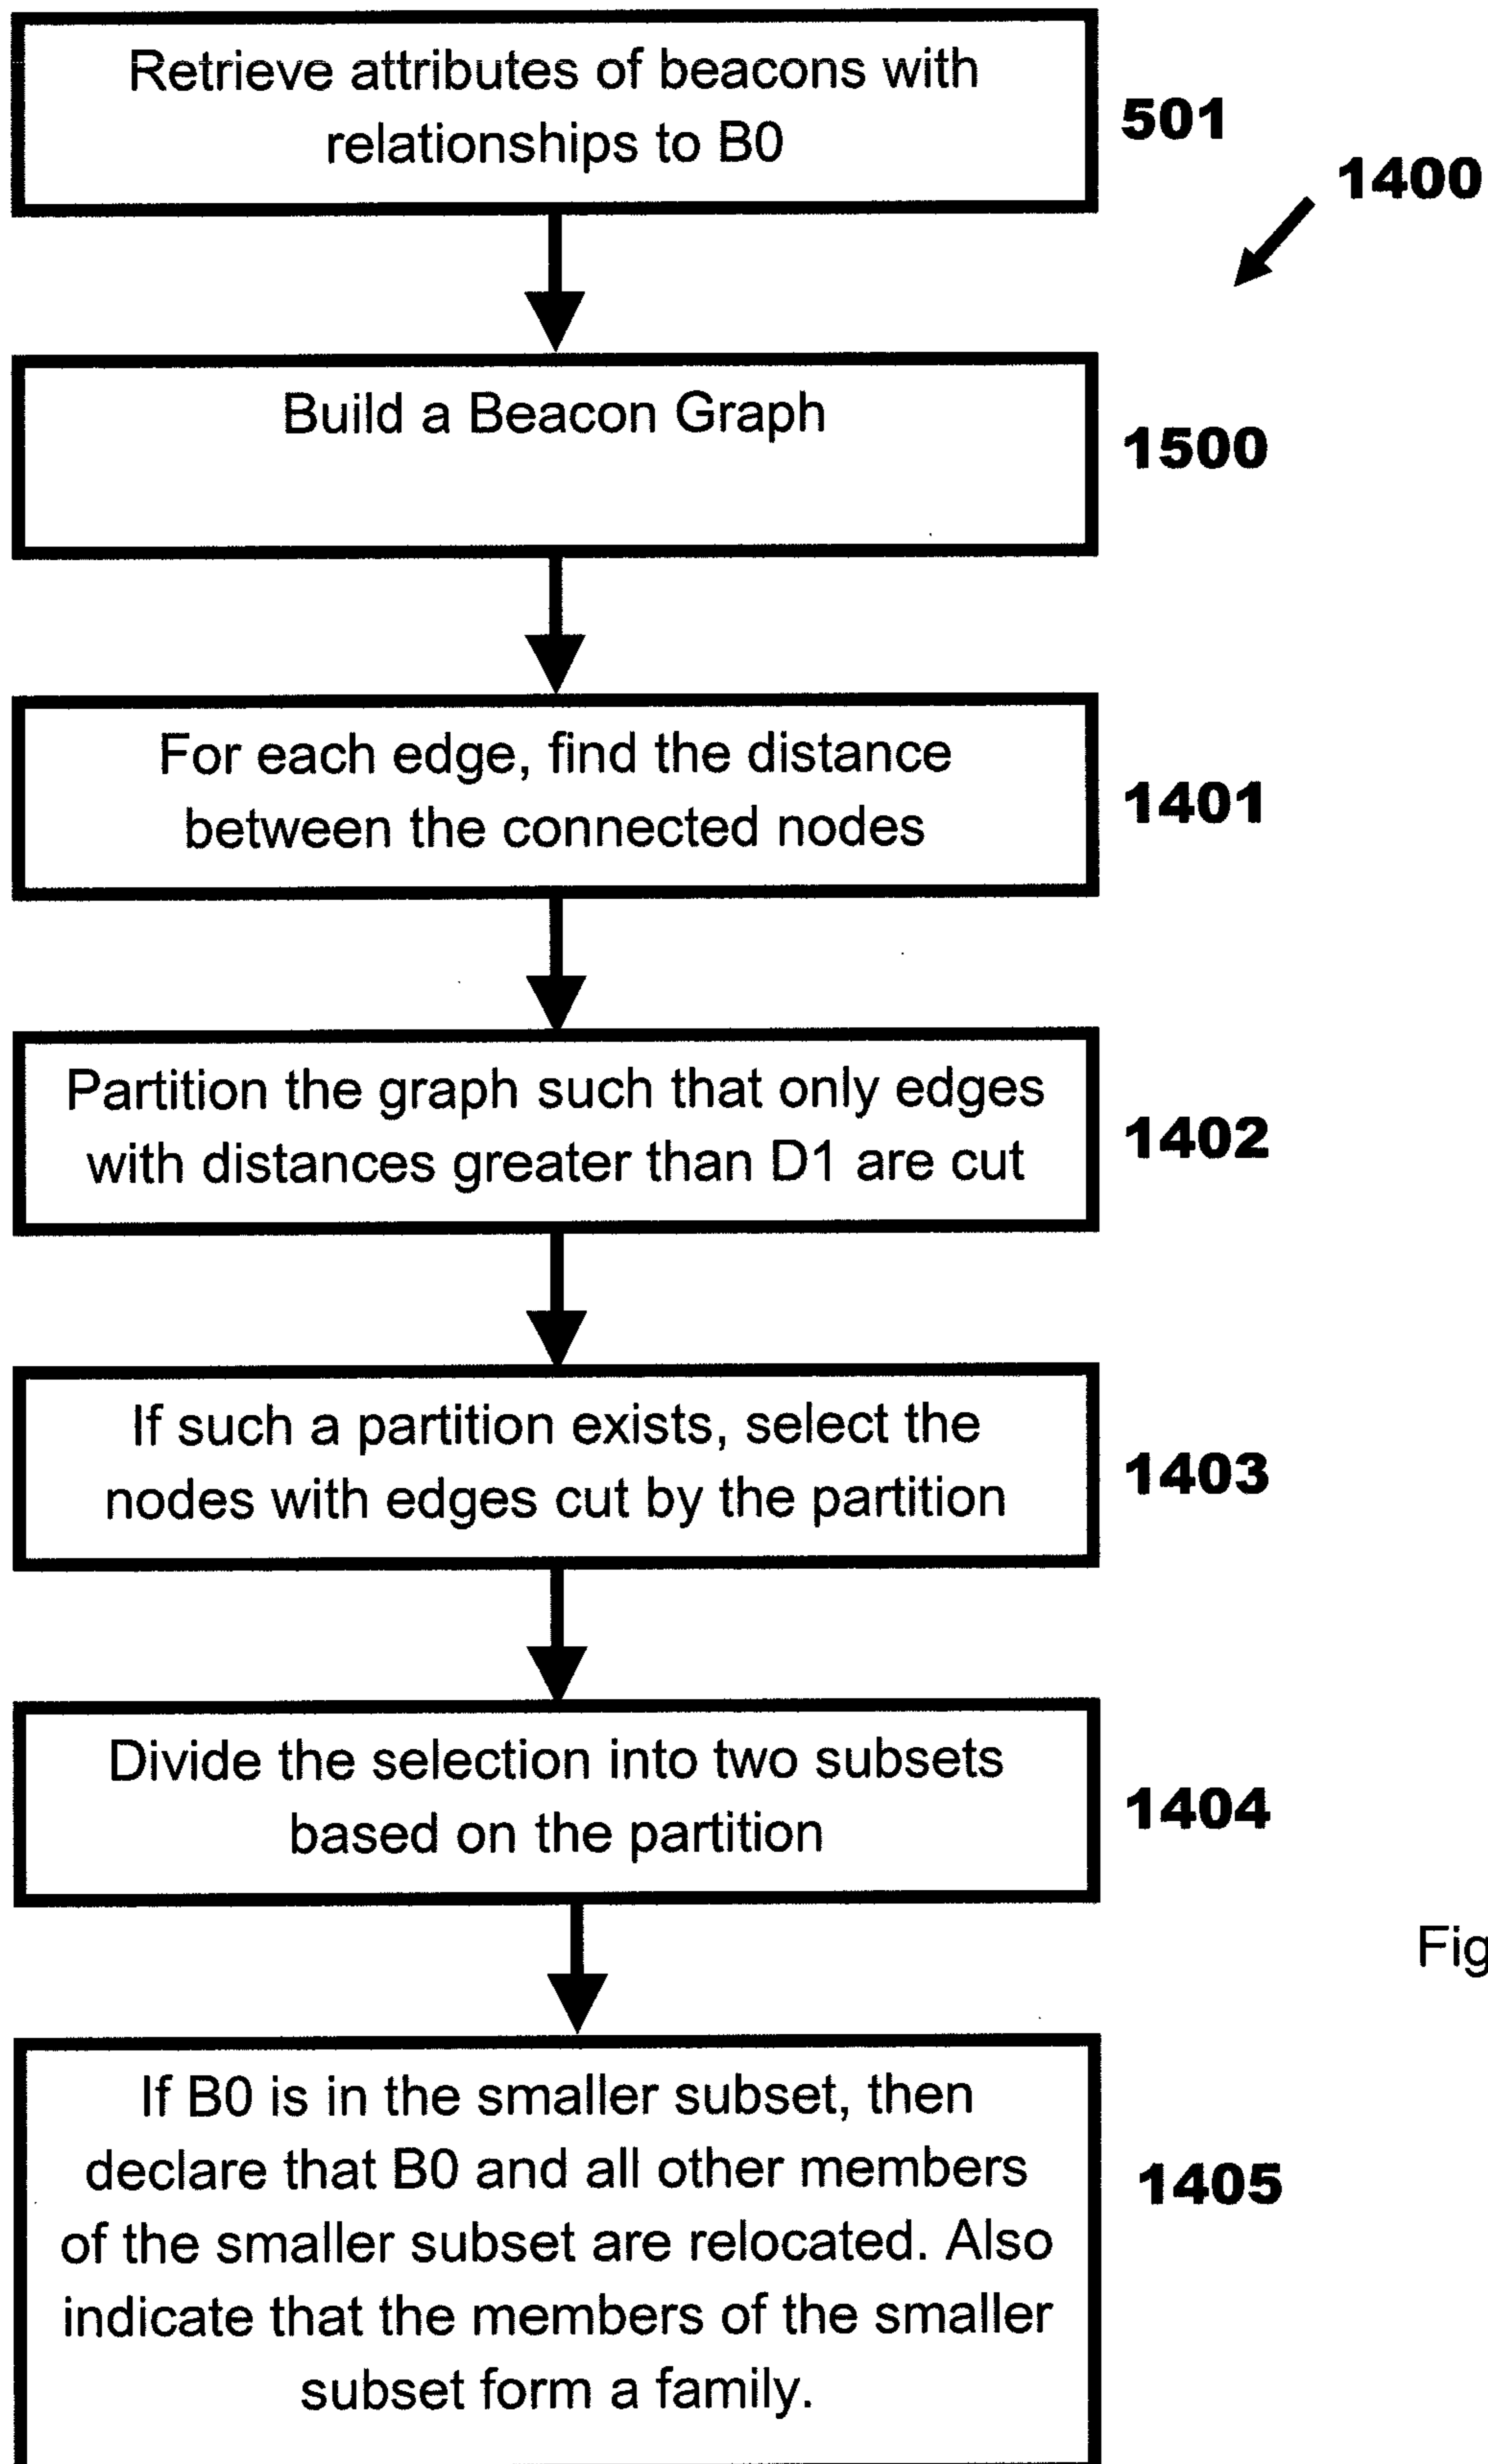 Retrieve attributes of beacons with
relationships to B0
501
1400
Build a Beacon Graph
1500
For each edge, find the distance
between the connected nodes
1401
Partition the graph such that only edges
with distances greater than D1 are cut
1402
If such a partition exists, select the
nodes with edges cut by the partition
1403
Divide the selection into two subsets
based on the partition
1404
Fig
If B0 is in the smaller subset, then
declare that B0 and all other members
of the smaller subset are relocated. Also
indicate that the members of the smaller
subset form a family.
1405